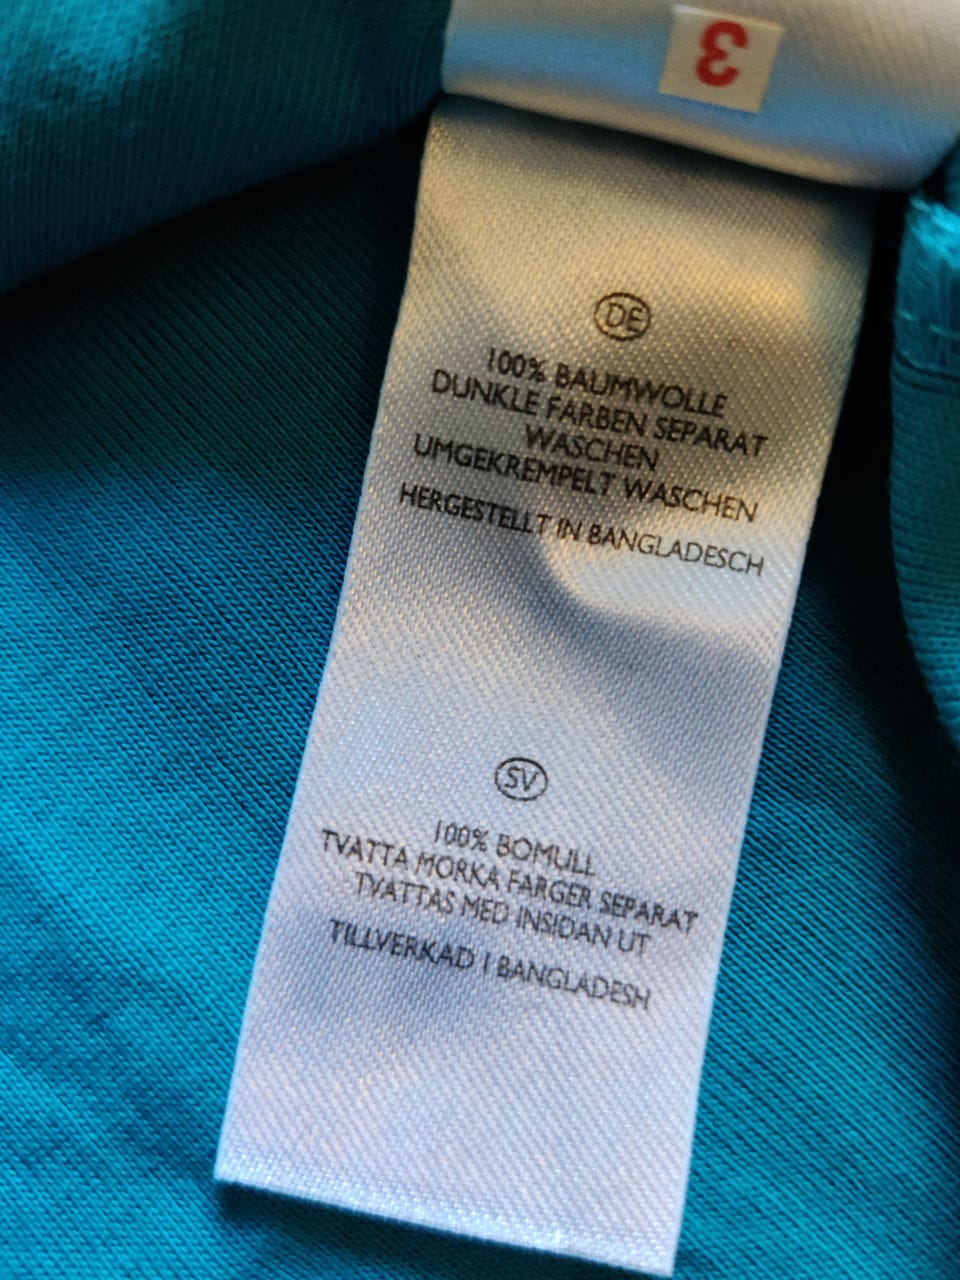 3
DE
100% BAUMWOLLE
DUNKLE FARBEN SEPARAT
WASCHEN
UMGEKREMPELT WASCHEN
HERGESTELLT IN BANGLADESCH
SV
100% BOMULL
TVATTA MORKA FARGER SEPARAT
TVATTAS MED INSIDAN UT
TILLVERKAD I BANGLADESH